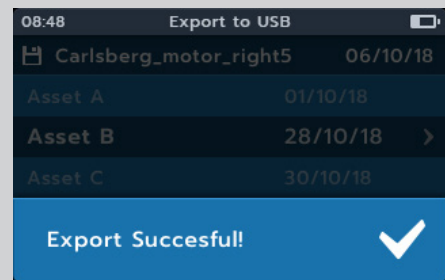 08:48 Export to USB
Carlsberg_motor_right5 06/10/18
Asset A 01/10/18
Asset B 28/10/18
Asset C 30/10/18
Export Succesful!